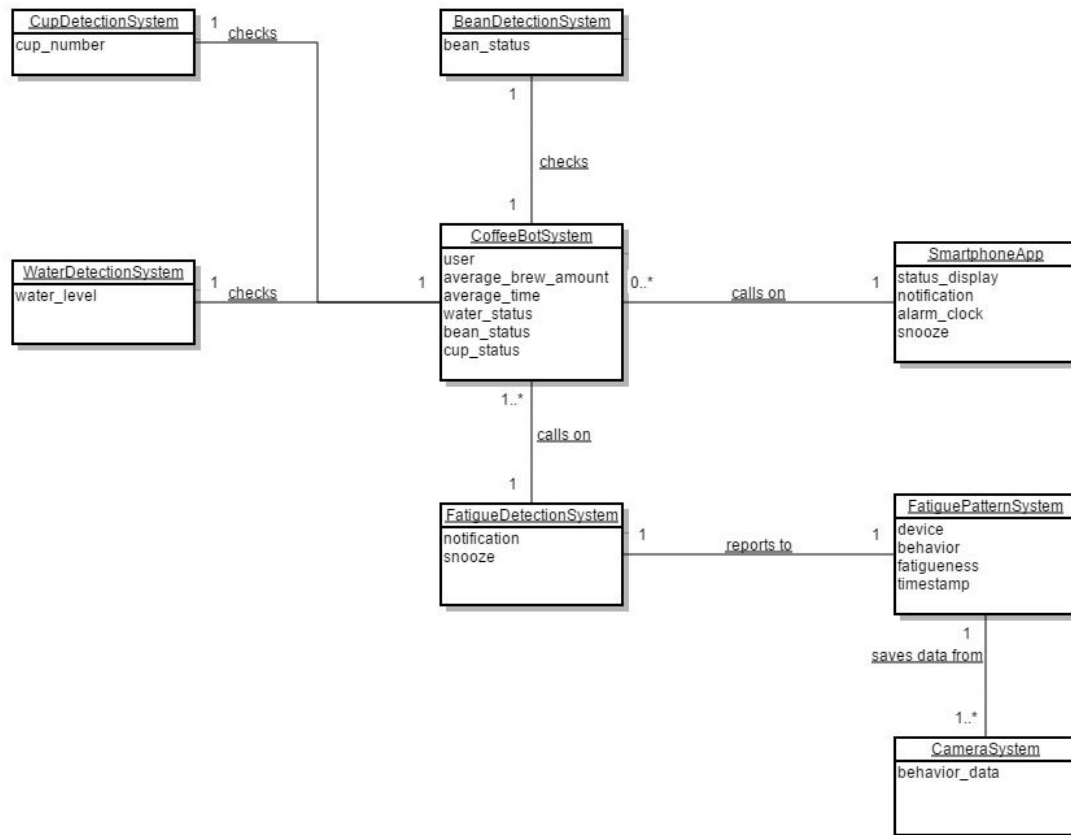 CupDetectionSystem
cup_number
1
checks
BeanDetectionSystem
bean_status
1
checks
1
WaterDetectionSystem
water_level
1
checks
1
CoffeeBotSystem
user
average_brew_amount
average_time
water_status
bean_status
cup_status
0..*
calls on
1
SmartphoneApp
status_display
notification
alarm_clock
snooze
1..*
calls on
1
FatigueDetectionSystem
notification
snooze
1
reports to
1
FatiguePatternSystem
device
behavior
fatigueness
timestamp
1
saves data from
1..*
CameraSystem
behavior_data